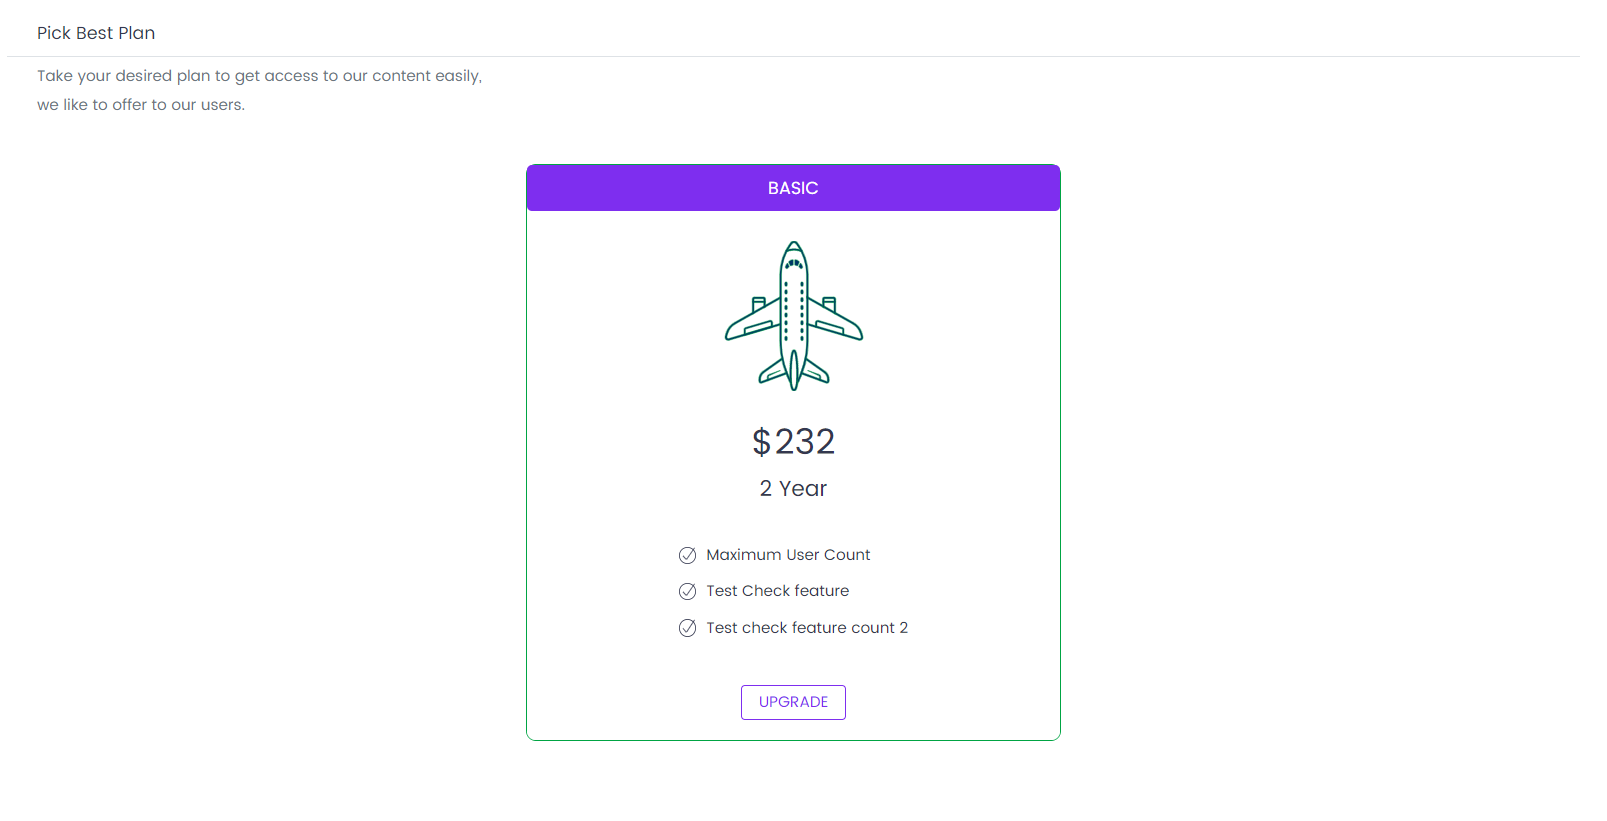 Pick Best Plan
Take your desired plan to get access to our content easily,
we like to offer to our users.
BASIC
$232
2 Year
Maximum User Count
Test Check feature
Test check feature count 2
UPGRADE